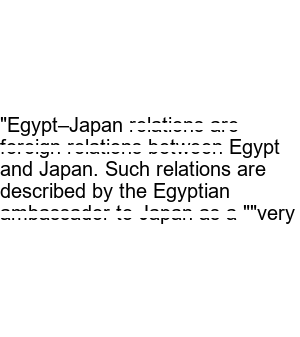 "Egypt–Japan relations are
foreign relations between Egypt
and Japan. Such relations are
described by the Egyptian
ambassador to Japan as a ""very